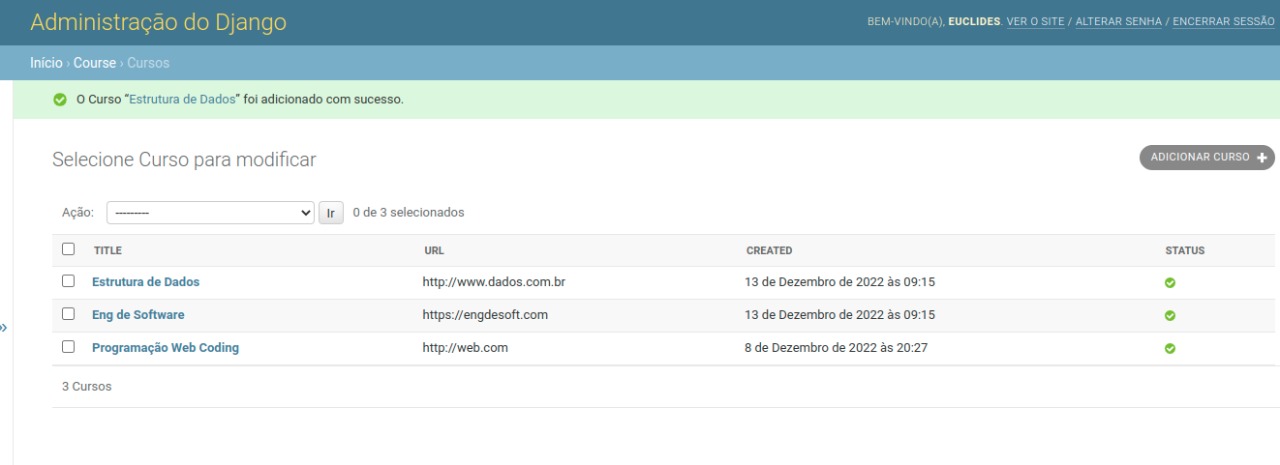 Administração do Django
BEM-VINDO(A), EUCLIDES. VER O SITE / ALTERAR SENHA / ENCERRAR SESSÃO
Início › Course › Cursos
O Curso “Estrutura de Dados” foi adicionado com sucesso.
Selecione Curso para modificar
ADICIONAR CURSO +
Ação: --------- Ir 0 de 3 selecionados
TITLE URL CREATED STATUS
Estrutura de Dados http://www.dados.com.br 13 de Dezembro de 2022 às 09:15
Eng de Software https://engdesoft.com 13 de Dezembro de 2022 às 09:15
Programação Web Coding http://web.com 8 de Dezembro de 2022 às 20:27
»
3 Cursos